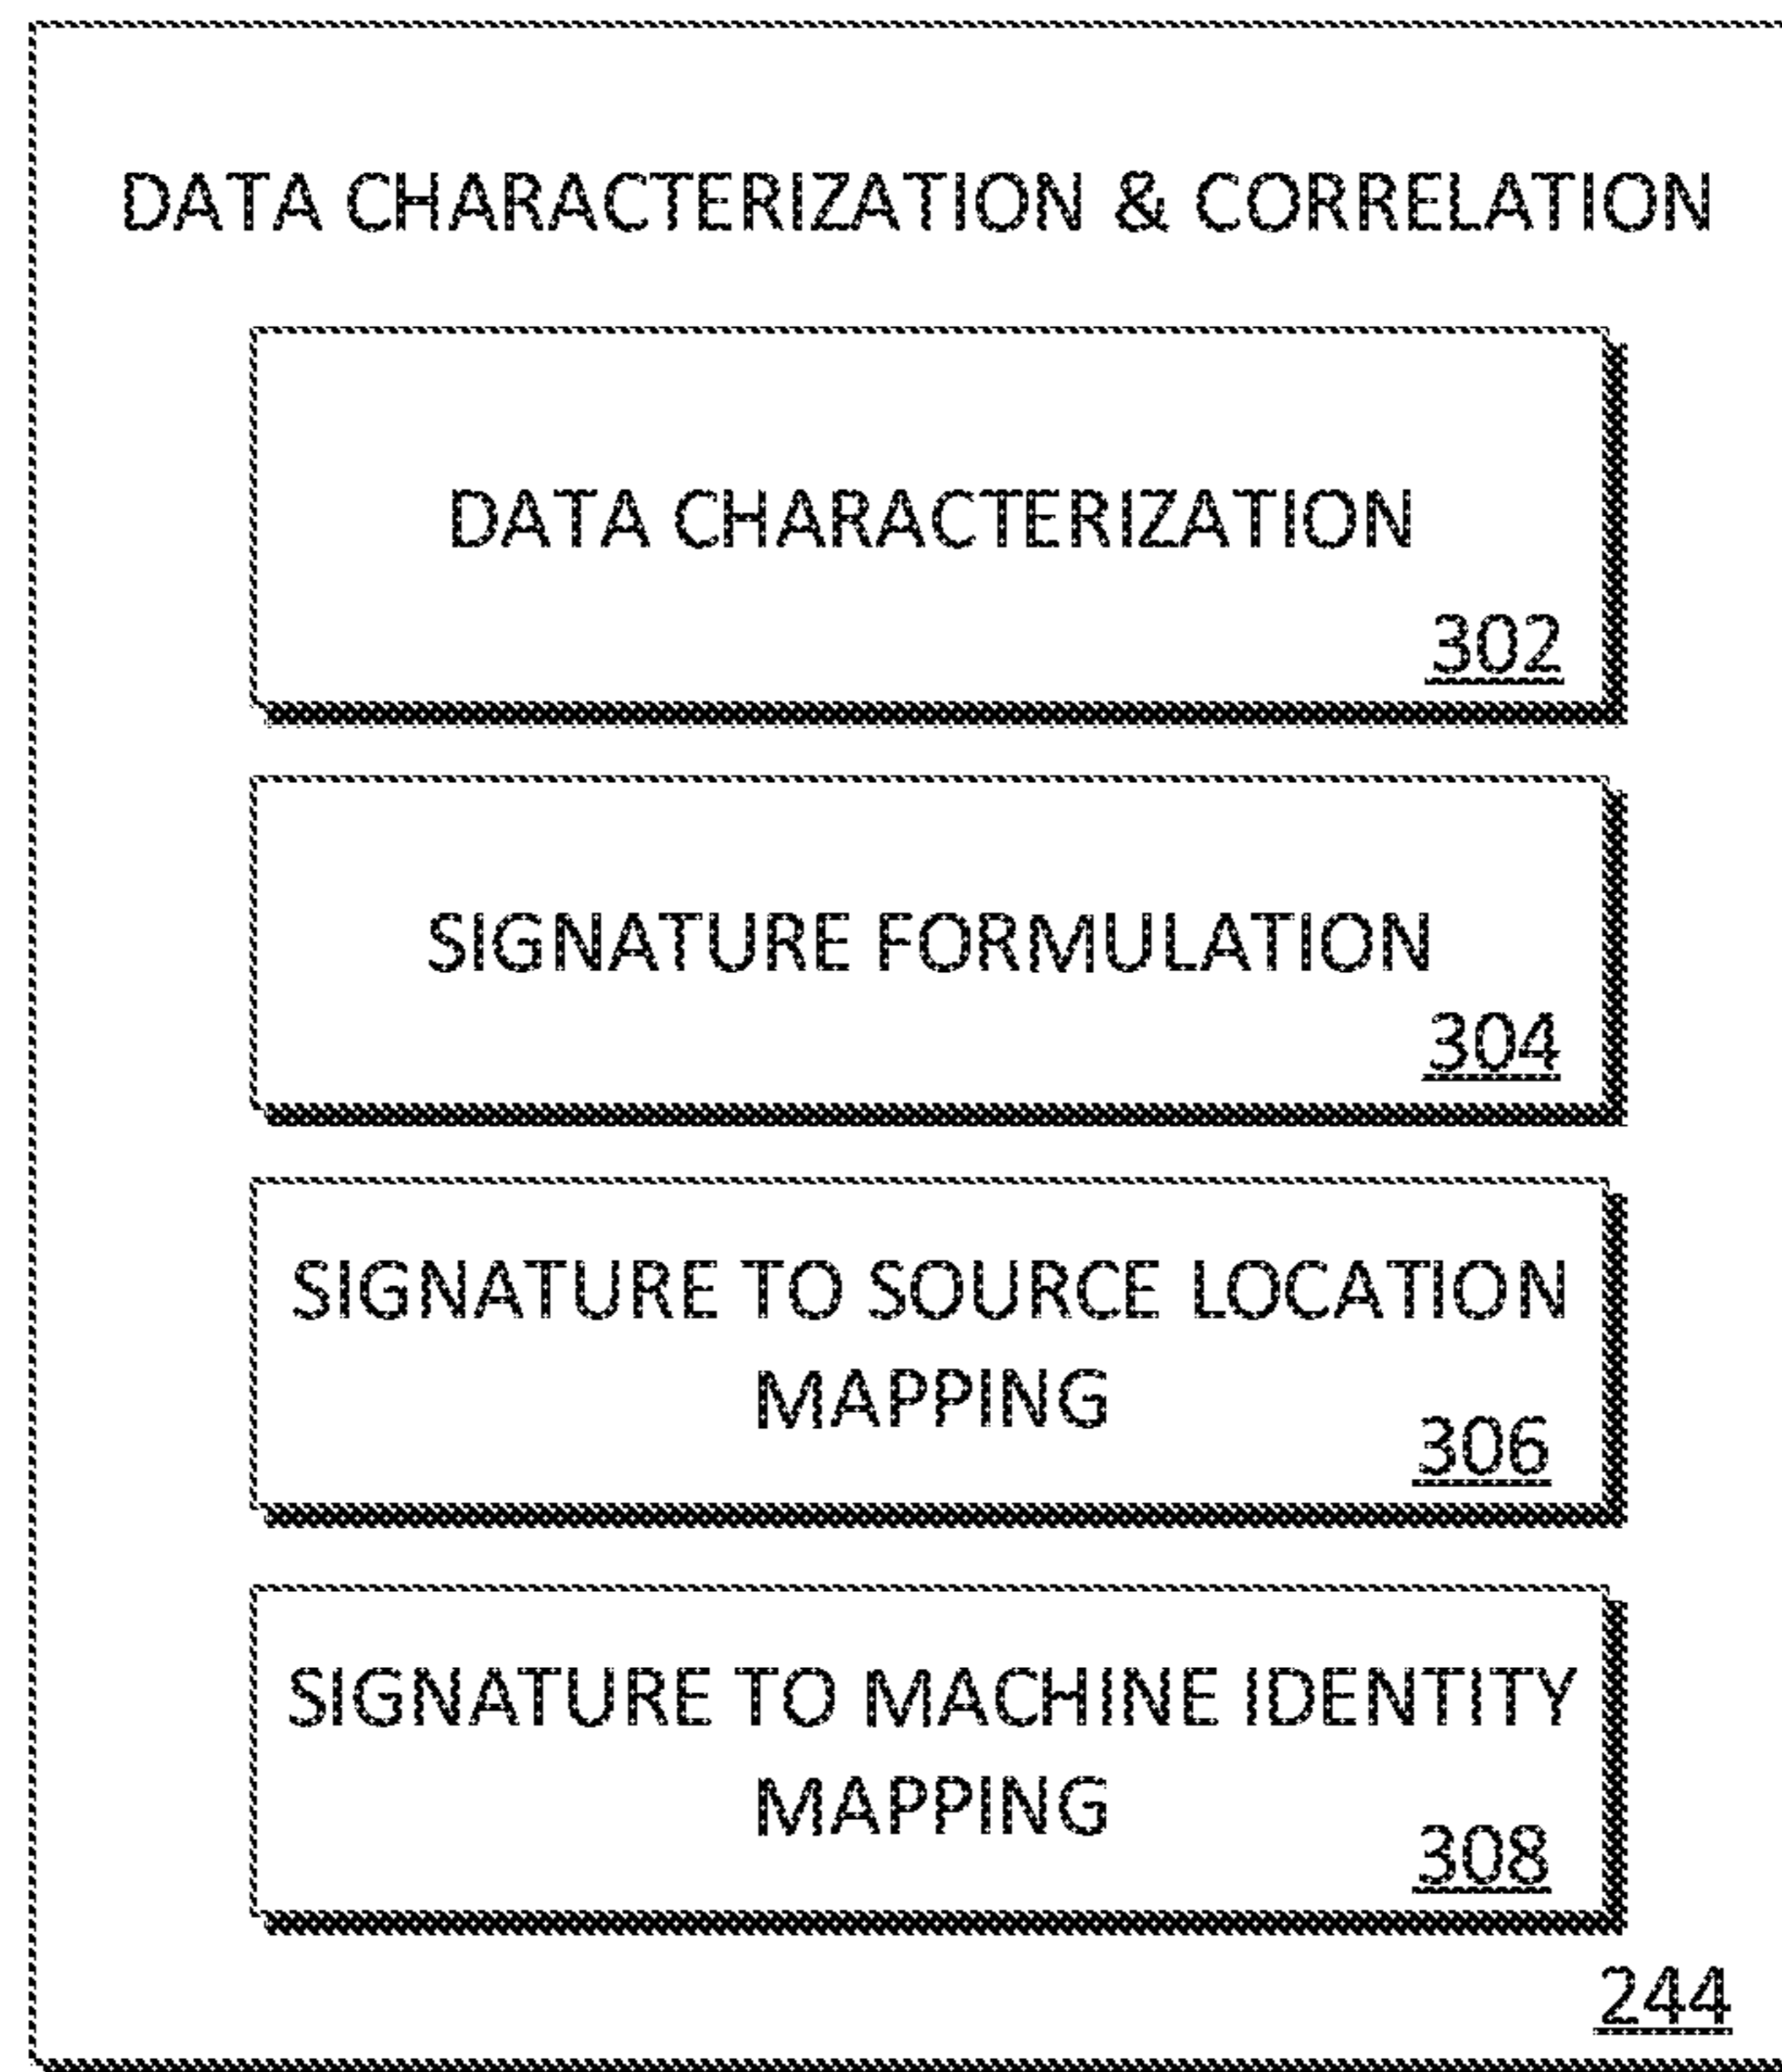 DATA CHARACTERIZATION & CORRELATION
DATA CHARACTERIZATION
302
SIGNATURE FORMULATION
304
SIGNATURE TO SOURCE LOCATION
MAPPING
306
SIGNATURE TO MACHINE IDENTITY
MAPPING
308
244